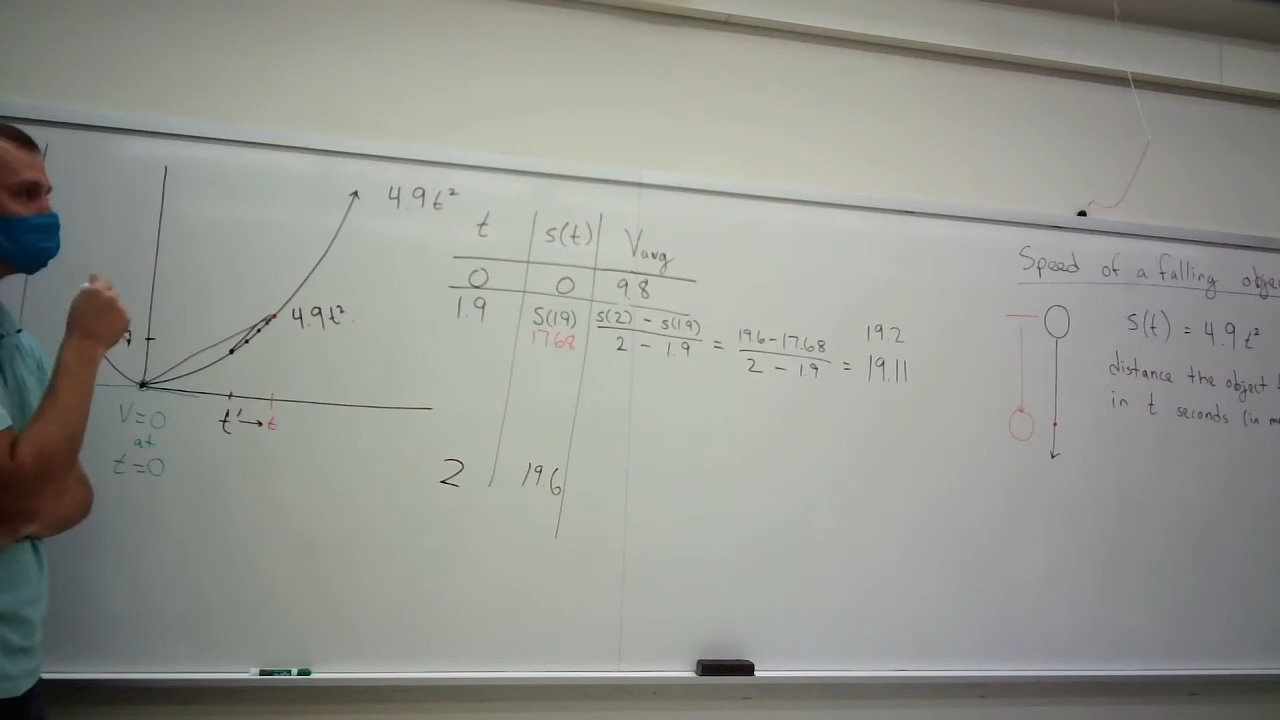 4.9t²
4.9t²
V=0
at
t=0
t' → t
t s(t) Vavg
0 0 9.8
1.9 S(1.9) s(2) - s(1.9) / 2 - 1.9 = 19.6-17.68 / 2 - 1.9 = 19.11
17.68
19.2
2 19.6
Speed of a falling
s(t) = 4.9t²
distance the object
in t seconds (in